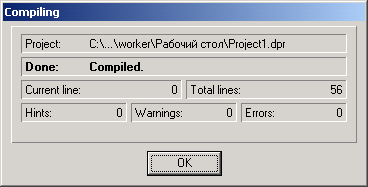 Compiling
Project: C:\...\worker\Рабочий стол\Project1.dpr
Done: Compiled.
Current line: 0 Total lines: 56
Hints: 0 Warnings: 0 Errors: 0
OK